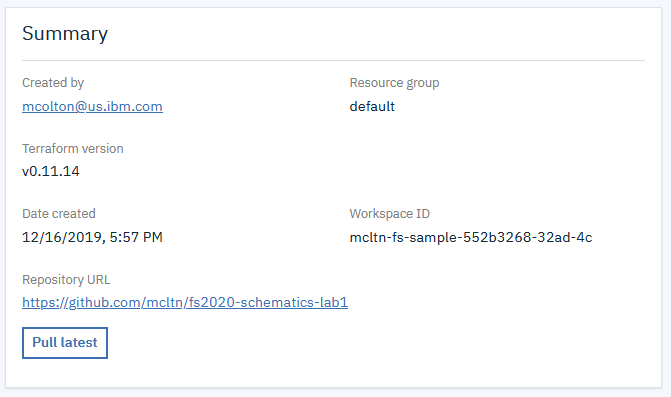 Summary
Created by
Resource group
mcolton@us.ibm.com
default
Terraform version
v0.11.14
Date created
Workspace ID
12/16/2019, 5:57 PM
mcltn-fs-sample-552b3268-32ad-4c
Repository URL
https://github.com/mcltn/fs2020-schematics-lab1
Pull latest